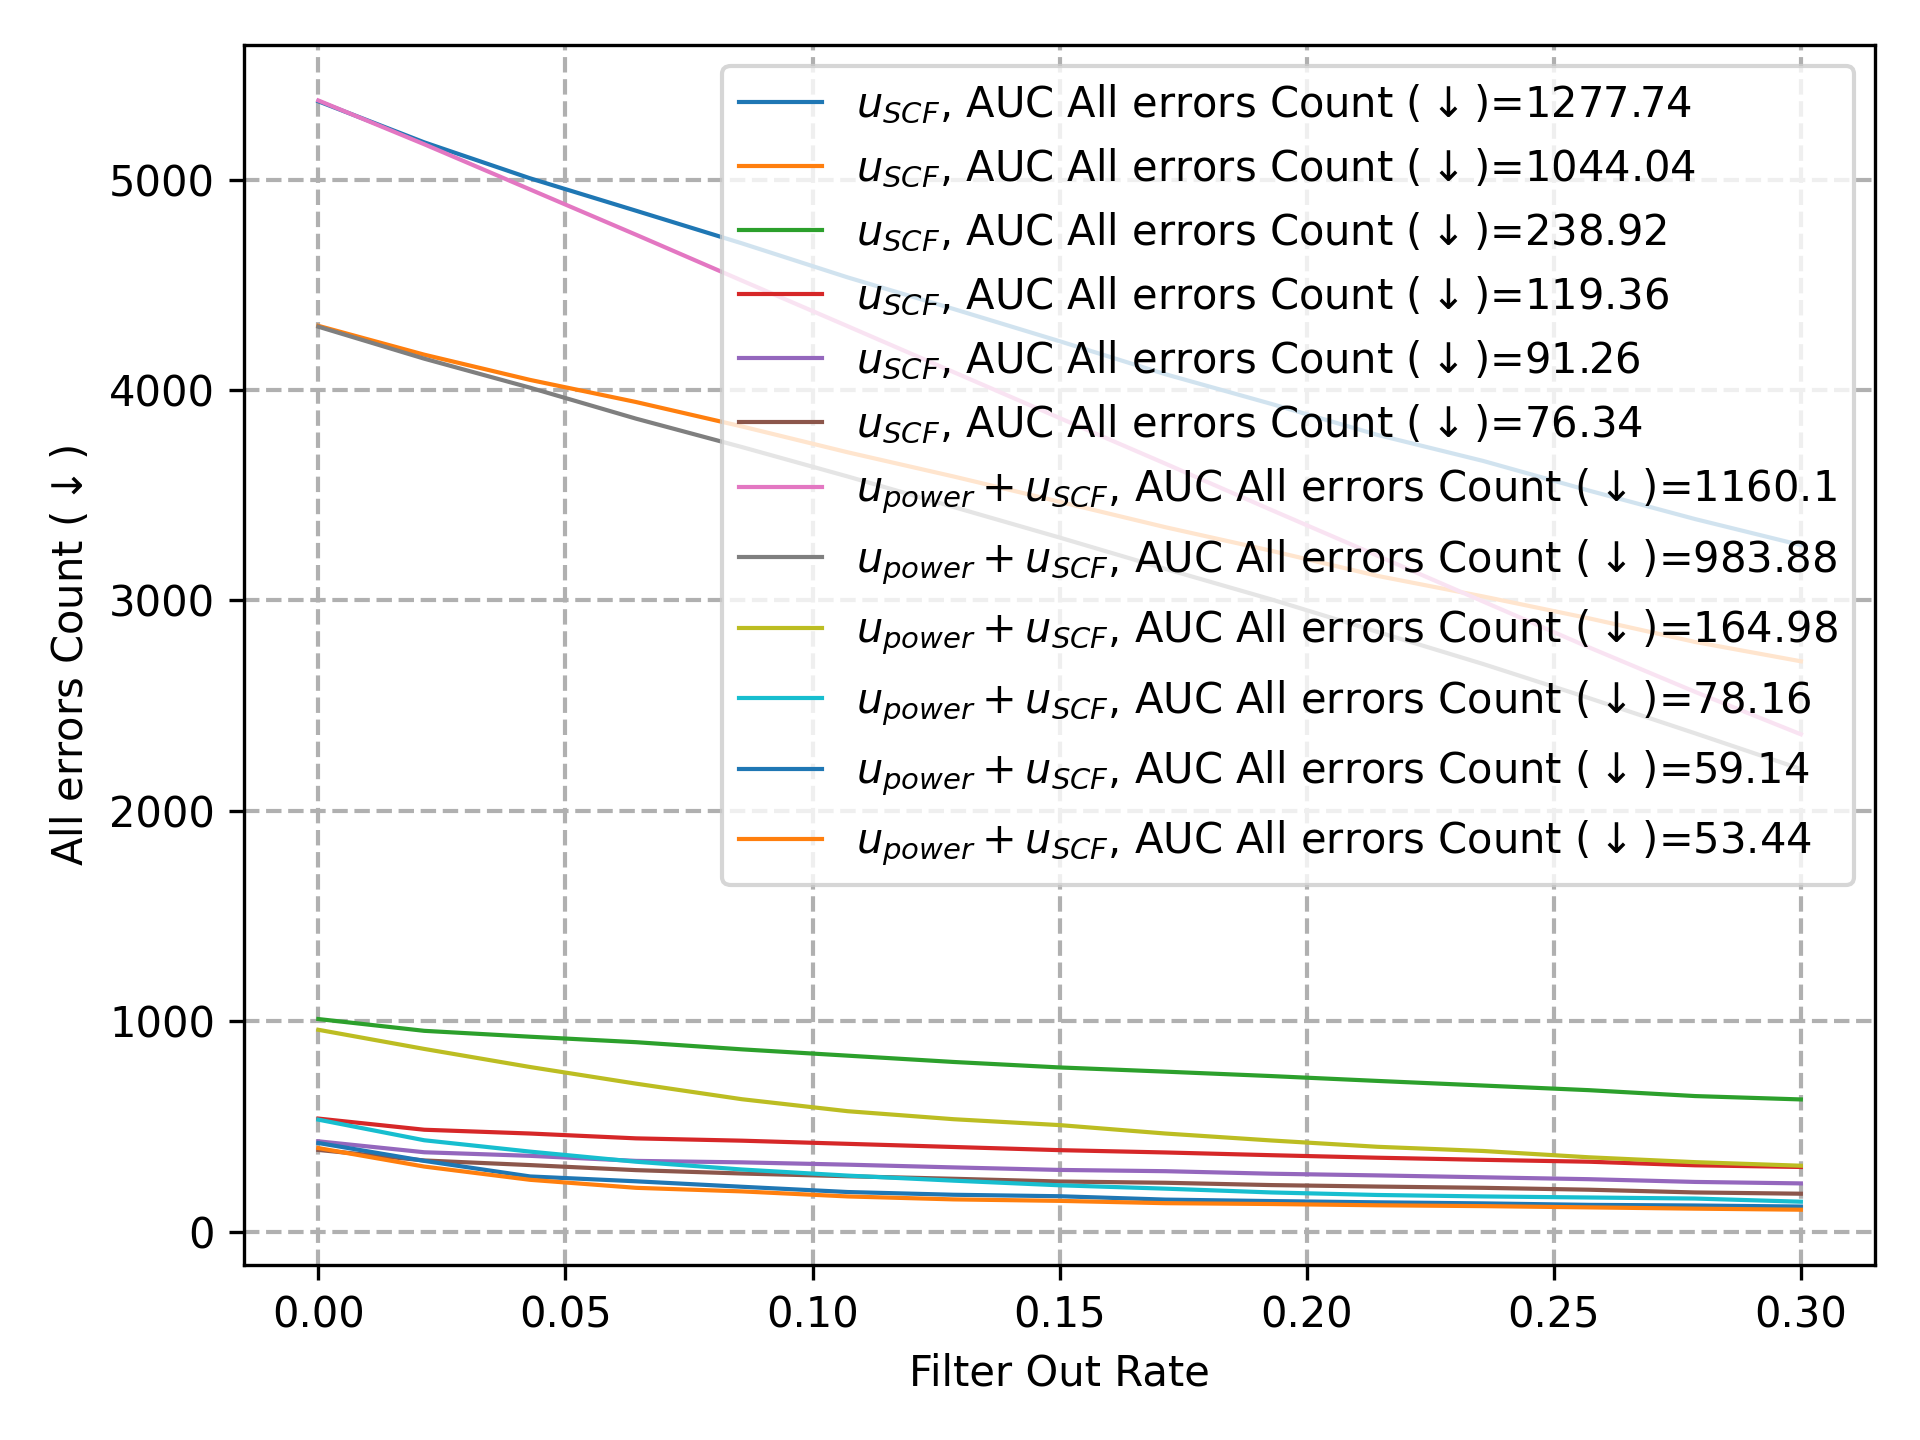 u_SCF, AUC All errors Count (↓)=1277.74
u_SCF, AUC All errors Count (↓)=1044.04
u_SCF, AUC All errors Count (↓)=238.92
u_SCF, AUC All errors Count (↓)=119.36
u_SCF, AUC All errors Count (↓)=91.26
u_SCF, AUC All errors Count (↓)=76.34
u_power + u_SCF, AUC All errors Count (↓)=1160.1
u_power + u_SCF, AUC All errors Count (↓)=983.88
u_power + u_SCF, AUC All errors Count (↓)=164.98
u_power + u_SCF, AUC All errors Count (↓)=78.16
u_power + u_SCF, AUC All errors Count (↓)=59.14
u_power + u_SCF, AUC All errors Count (↓)=53.44
All errors Count (↓)
5000
4000
3000
2000
1000
0
0.00 0.05 0.10 0.15 0.20 0.25 0.30
Filter Out Rate